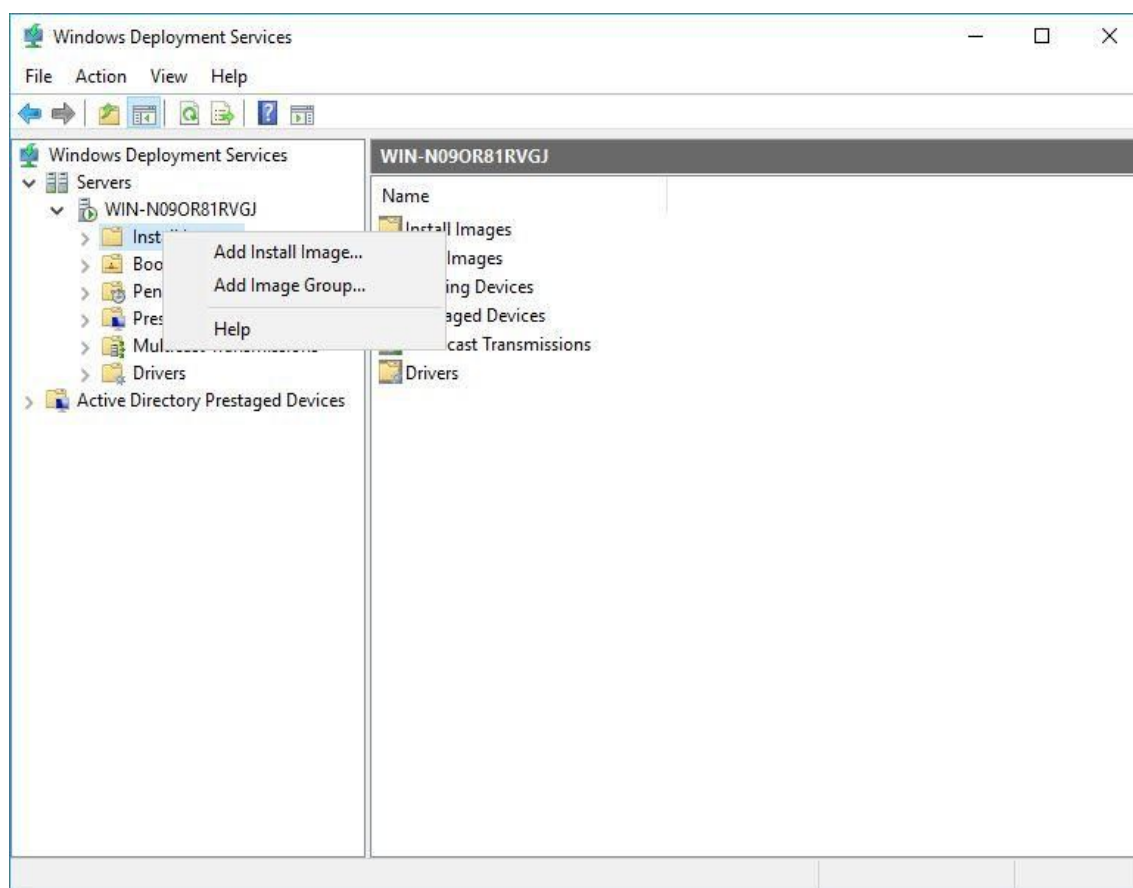 Windows Deployment Services
File Action View Help
Windows Deployment Services
Servers
WIN-N09OR81RVGJ
Boo
Pen
Pres
Drivers
Active Directory Prestaged Devices
Add Install Image...
Add Image Group...
Help
WIN-N09OR81RVGJ
Name
Install Images
Images
ing Devices
aged Devices
cast Transmissions
Drivers